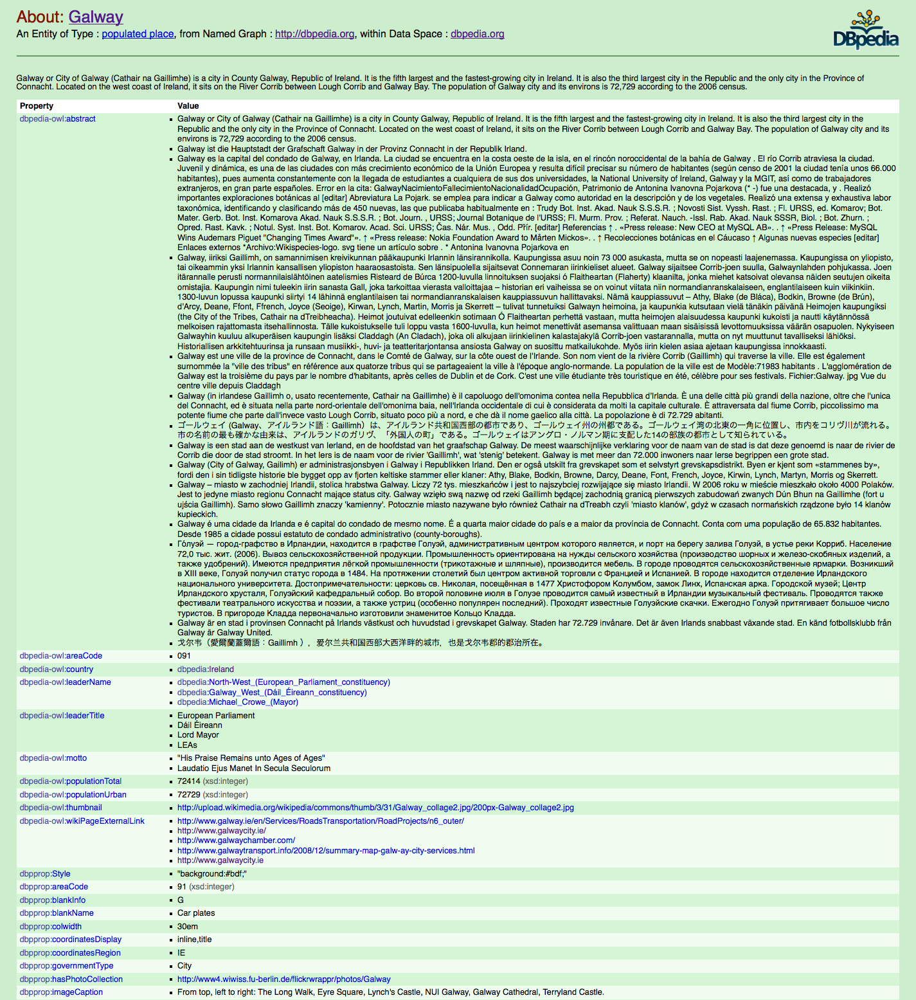 About: Galway
An Entity of Type : populated place, from Named Graph : http://dbpedia.org, within Data Space : dbpedia.org
DBpedia
Galway or City of Galway (Cathair na Gaillimhe) is a city in County Galway, Republic of Ireland. It is the fifth largest and the fastest-growing city in Ireland. It is also the third largest city in the Republic and the only city in the Province of
Connacht. Located on the west coast of Ireland, it sits on the River Corrib between Lough Corrib and Galway Bay. The population of Galway city and its environs is 72,729 according to the 2006 census.
Property Value
dbpedia-owl:abstract ▪ Galway or City of Galway (Cathair na Gaillimhe) is a city in County Galway, Republic of Ireland. It is the fifth largest and the fastest-growing city in Ireland. It is also the third largest city in the
Republic and the only city in the Province of Connacht. Located on the west coast of Ireland, it sits on the River Corrib between Lough Corrib and Galway Bay. The population of Galway city and its
environs is 72,729 according to the 2006 census.
▪ Galway ist die Hauptstadt der Grafschaft Galway in der Provinz Connacht in der Republik Irland.
▪ Galway es la capital del condado de Galway, en Irlanda. La ciudad se encuentra en la costa oeste de la isla, en el rincón noroccidental de la bahía de Galway . El río Corrib atraviesa la ciudad.
Juvenil y dinámica, es una de las ciudades con más crecimiento económico de la Unión Europea y resulta difícil precisar su número de habitantes (según censo de 2001 la ciudad tenía unos 66.000
habitantes), pues aumenta constantemente con la llegada de estudiantes a cualquiera de sus dos universidades, la National University of Ireland, Galway y la MGIT, así como de trabajadores
extranjeros, en gran parte españoles. Error en la cita: GalwayNacimientoFallecimientoNacionalidadOcupación, Patrimonio de Antonina Ivanovna Pojarkova (* -) fue una destacada, y . Realizó
importantes exploraciones botánicas al [editar] Abreviatura La Pojark. se emplea para indicar a Galway como autoridad en la descripción y de los vegetales. Realizó una extensa y exhaustiva labor
taxonómica, identificando y clasificando más de 450 nuevas, las que publicaba habitualmente en : Trudy Bot. Inst. Akad. Nauk S.S.S.R. ; Novosti Sist. Vyssh. Rast. ; Fl. URSS, ed. Komarov; Bot.
Mater. Gerb. Bot. Inst. Komarova Akad. Nauk S.S.S.R. ; Bot. Journ. , URSS; Journal Botanique de l'URSS; Fl. Murm. Prov. ; Referat. Nauch. -Issl. Rab. Akad. Nauk SSSR, Biol. ; Bot. Zhurn. ;
Opred. Rast. Kavk. ; Notul. Syst. Inst. Bot. Komarov. Acad. Sci. URSS; Čas. Nár. Mus. , Odd. Přír. [editar] Referencias ↑ . «Press release: New CEO at MySQL AB». . ↑ «Press Release: MySQL
Wins Audemars Piguet "Changing Times Award"». ↑ «Press release: Nokia Foundation Award to Mårten Mickos». . ↑ Recolecciones botánicas en el Cáucaso ↑ Algunas nuevas especies [editar]
Enlaces externos *Archivo:Wikispecies-logo. svg tiene un artículo sobre . * Antonina Ivanovna Pojarkova en
▪ Galway, iiriksi Gaillimh, on samannimisen kreivikunnan pääkaupunki Irlannin länsirannikolla. Kaupungissa asuu noin 73 000 asukasta, mutta se on nopeasti laajenemassa. Kaupungissa on yliopisto,
tai oikeammin yksi Irlannin kansallisen yliopiston haaraosastoista. Sen länsipuolella sijaitsevat Connemaran iirinkieliset alueet. Galway sijaitsee Corrib-joen suulla, Galwaynlahden pohjukassa. Joen
itärannalle perusti normannilaislähtöinen aatelismies Risteard de Búrca 1200-luvulla linnoituksen suojaksi ó Flaitheartan (Flaherty) klaanilta, jonka miehet katsoivat olevansa näiden seutujen oikeita
omistajia. Kaupungin nimi tuleekin iirin sanasta Gall, joka tarkoittaa vierasta valloittajaa – historian eri vaiheissa se on voinut viitata niin normandianranskalaiseen, englantilaiseen kuin viikinkiin.
1300-luvun lopussa kaupunki siirtyi 14 lähinnä englantilaisen tai normandianranskalaisen kauppiassuvun hallittavaksi. Nämä kauppiassuvut – Athy, Blake (de Bláca), Bodkin, Browne (de Brún),
d'Arcy, Deane, Ffont, Ffrench, Joyce (Seoige), Kirwan, Lynch, Martin, Morris ja Skerrett – tulivat tunnetuiksi Galwayn heimoina, ja kaupunkia kutsutaan vielä tänäkin päivänä Heimojen kaupungiksi
(the City of the Tribes, Cathair na dTreibheacha). Heimot joutuivat edelleenkin sotimaan Ó Flaitheartan perhettä vastaan, mutta heimojen alaisuudessa kaupunki kukoisti ja nautti käytännössä
melkoisen rajattomasta itsehallinnosta. Tälle kukoistukselle tuli loppu vasta 1600-luvulla, kun heimot menettivät asemansa valittuaan maan sisäisissä levottomuuksissa väärän osapuolen. Nykyiseen
Galwayhin kuuluu alkuperäisen kaupungin lisäksi Claddagh (An Cladach), joka oli alkujaan iirinkielinen kalastajakylä Corrib-joen vastarannalla, mutta on nyt muuttunut tavalliseksi lähiöksi.
Historiallisen arkkitehtuurinsa ja runsaan musiikki-, huvi- ja teatteritarjontansa ansiosta Galway on suosittu matkailukohde. Myös iirin kielen asiaa ajetaan kaupungissa innokkaasti.
▪ Galway est une ville de la province de Connacht, dans le Comté de Galway, sur la côte ouest de l'Irlande. Son nom vient de la rivière Corrib (Gaillimh) qui traverse la ville. Elle est également
surnommée la "ville des tribus" en référence aux quatorze tribus qui se partageaient la ville à l'époque anglo-normande. La population de la ville est de Modèle:71983 habitants . L'agglomération de
Galway est la troisième du pays par le nombre d'habitants, après celles de Dublin et de Cork. C'est une ville étudiante très touristique en été, célèbre pour ses festivals. Fichier:Galway. jpg Vue du
centre ville depuis Claddagh
▪ Galway (in irlandese Gaillimh o, usato recentemente, Cathair na Gaillimhe) è il capoluogo dell'omonima contea nella Repubblica d'Irlanda. È una delle città più grandi della nazione, oltre che l'unica
del Connacht, ed è situata nella parte nord-orientale dell'omonima baia, nell'Irlanda occidentale di cui è considerata da molti la capitale culturale. È attraversata dal fiume Corrib, piccolissimo ma
potente fiume che parte dall'invece vasto Lough Corrib, situato poco più a nord, e che dà il nome gaelico alla città. La popolazione è di 72.729 abitanti.
▪ ゴールウェイ (Galway、アイルランド語：Gaillimh）は、アイルランド共和国西部の都市であり、ゴールウェイ州の州都である。ゴールウェイ湾の北東の一角に位置し、市内をコリヴ川が流れる。
市の名前の最も確かな由来は、アイルランドのガリヴ、「外国人の町」である。ゴールウェイはアングロ・ノルマン期に支配した14の部族の都市として知られている。
▪ Galway is een stad aan de westkust van Ierland, en de hoofdstad van het graafschap Galway. De meest waarschijnlijke verklaring voor de naam van de stad is dat deze genoemd is naar de rivier de
Corrib die door de stad stroomt. In het Iers is de naam voor de rivier 'Gaillimh', wat 'stenig' betekent. Galway is met meer dan 72.000 inwoners naar Ierse begrippen een grote stad.
▪ Galway (City of Galway, Gailimh) er administrasjonsbyen i Galway i Republikken Irland. Den er også utskilt fra grevskapet som et selvstyrt grevskapsdistrikt. Byen er kjent som «stammenes by»,
fordi den i sin tidligste historie ble bygget opp av fjorten keltiske stammer eller klaner: Athy, Blake, Bodkin, Browne, Darcy, Deane, Font, French, Joyce, Kirwin, Lynch, Martyn, Morris og Skerrett.
▪ Galway – miasto w zachodniej Irlandii, stolica hrabstwa Galway. Liczy 72 tys. mieszkańców i jest to najszybciej rozwijające się miasto Irlandii. W 2006 roku w mieście mieszkało około 4000 Polaków.
Jest to jedyne miasto regionu Connacht mające status city. Galway wzięło swą nazwę od rzeki Gaillimh będącej zachodnią granicą pierwszych zabudowań zwanych Dún Bhun na Gaillimhe (fort u
ujścia Gaillimh). Samo słowo Gaillimh znaczy 'kamienny'. Potocznie miasto nazywane było również Cathair na dTreabh czyli 'miasto klanów', gdyż w czasach normańskich rządzone było 14 klanów
kupieckich.
▪ Galway é uma cidade da Irlanda e é capital do condado de mesmo nome. É a quarta maior cidade do país e a maior da província de Connacht. Conta com uma população de 65.832 habitantes.
Desde 1985 a cidade possui estatuto de condado administrativo (county-boroughs).
▪ Го́луэй — город-графство в Ирландии, находится в графстве Голуэй, административным центром которого является, и порт на берегу залива Голуэй, в устье реки Корриб. Население
72,0 тыс. жит. (2006). Вывоз сельскохозяйственной продукции. Промышленность ориентирована на нужды сельского хозяйства (производство шорных и железо-скобяных изделий, а
также удобрений). Имеются предприятия лёгкой промышленности (трикотажные и шляпные), производится мебель. В городе проводятся сельскохозяйственные ярмарки. Возникший
в XIII веке, Голуэй получил статус города в 1484. На протяжении столетий был центром активной торговли с Францией и Испанией. В городе находится отделение Ирландского
национального университета. Достопримечательности: церковь св. Николая, посещённая в 1477 Христофором Колумбом, замок Линх, Испанская арка. Городской музей; Центр
Ирландского хрусталя, Голуэйский кафедральный собор. Во второй половине июля в Голуэе проводится самый известный в Ирландии музыкальный фестиваль. Проводятся также
фестивали театрального искусства и поэзии, а также устриц (особенно популярен последний). Проходят известные Голуэйские скачки. Ежегодно Голуэй притягивает большое число
туристов. В пригороде Кладда первоначально изготовили знаменитое Кольцо Кладда.
▪ Galway är en stad i provinsen Connacht på Irlands västkust och huvudstad i grevskapet Galway. Staden har 72.729 invånare. Det är även Irlands snabbast växande stad. En känd fotbollsklubb från
Galway är Galway United.
▪ 戈尔韦（愛爾蘭蓋爾語：Gaillimh ），爱尔兰共和国西部大西洋畔的城市，也是戈尔韦郡的郡治所在。
dbpedia-owl:areaCode ▪ 091
dbpedia-owl:country ▪ dbpedia:Ireland
dbpedia-owl:leaderName ▪ dbpedia:North-West_(European_Parliament_constituency)
▪ dbpedia:Galway_West_(Dáil_Éireann_constituency)
▪ dbpedia:Michael_Crowe_(Mayor)
dbpedia-owl:leaderTitle ▪ European Parliament
▪ Dáil Éireann
▪ Lord Mayor
▪ LEAs
dbpedia-owl:motto ▪ "His Praise Remains unto Ages of Ages"
▪ Laudatio Ejus Manet In Secula Seculorum
dbpedia-owl:populationTotal ▪ 72414 (xsd:integer)
dbpedia-owl:populationUrban ▪ 72729 (xsd:integer)
dbpedia-owl:thumbnail ▪ http://upload.wikimedia.org/wikipedia/commons/thumb/3/31/Galway_collage2.jpg/200px-Galway_collage2.jpg
dbpedia-owl:wikiPageExternalLink ▪ http://www.galway.ie/en/Services/RoadsTransportation/RoadProjects/n6_outer/
▪ http://www.galwaycity.ie/
▪ http://www.galwaychamber.com/
▪ http://www.galwaytransport.info/2008/12/summary-map-galw-ay-city-services.html
▪ http://www.galwaycity.ie
dbpprop:Style ▪ "background:#bdf;"
dbpprop:areaCode ▪ 91 (xsd:integer)
dbpprop:blankInfo ▪ G
dbpprop:blankName ▪ Car plates
dbpprop:colwidth ▪ 30em
dbpprop:coordinatesDisplay ▪ inline,title
dbpprop:coordinatesRegion ▪ IE
dbpprop:governmentType ▪ City
dbpprop:hasPhotoCollection ▪ http://www4.wiwiss.fu-berlin.de/flickrwrappr/photos/Galway
dbpprop:imageCaption ▪ From top, left to right: The Long Walk, Eyre Square, Lynch's Castle, NUI Galway, Galway Cathedral, Terryland Castle.